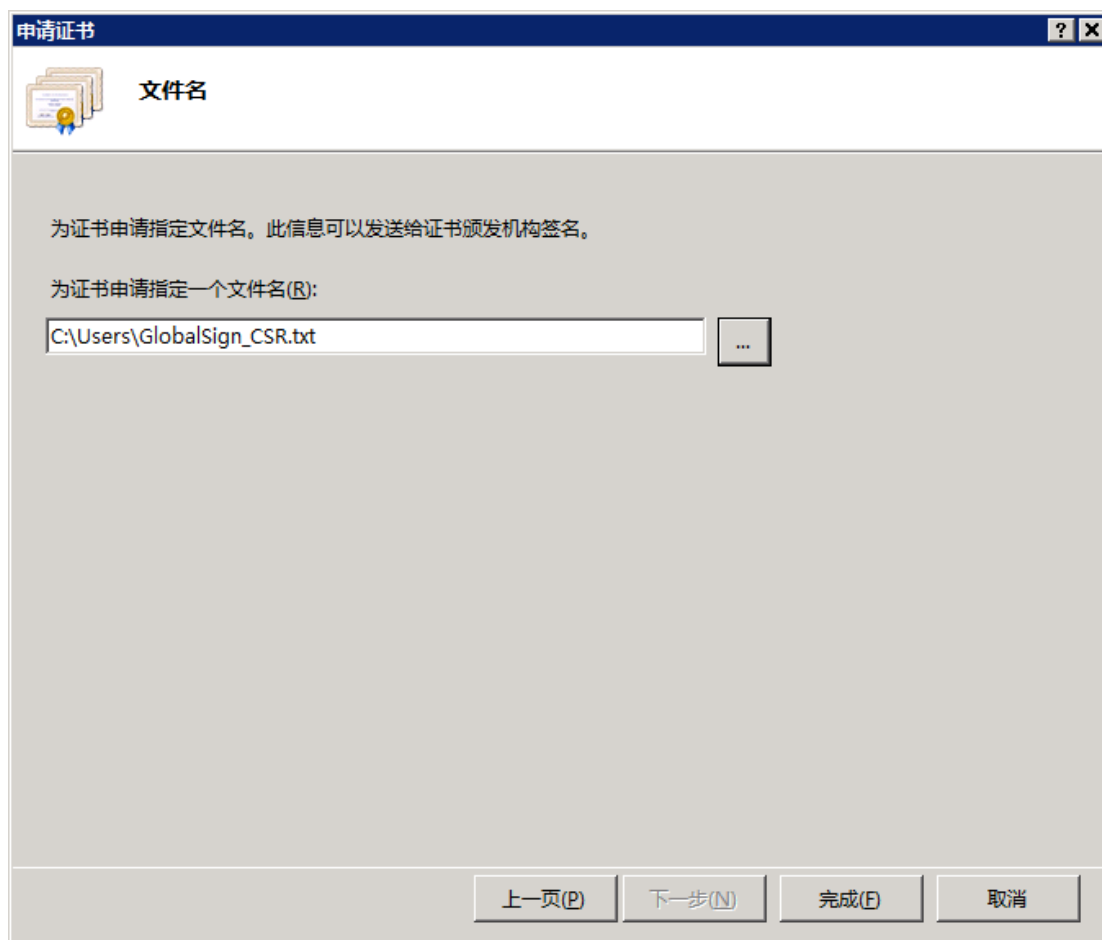 申请证书
文件名
为证书申请指定文件名。此信息可以发送给证书颁发机构签名。
为证书申请指定一个文件名(R):
C:\Users\GlobalSign_CSR.txt
...
上一页(P) 下一步(N) 完成(F) 取消